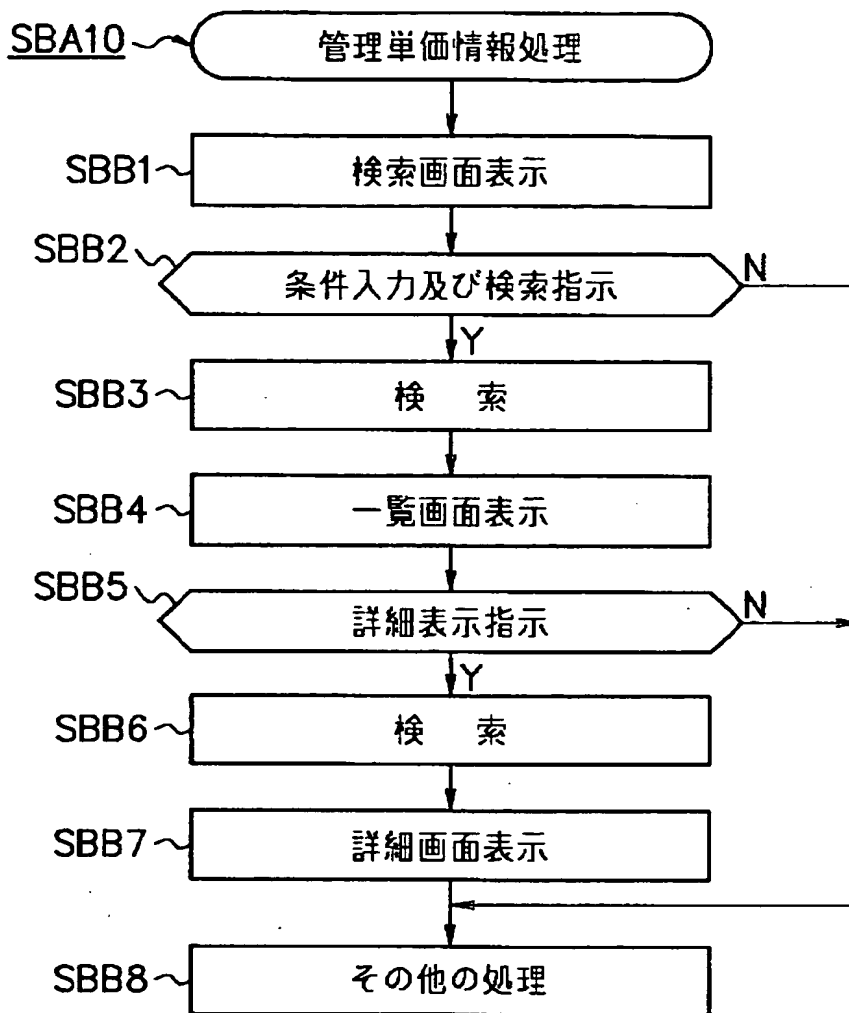 SBA10 管理単価情報処理
SBB1 検索画面表示
SBB2 条件入力及び検索指示 N
Y
SBB3 検 索
SBB4 一覧画面表示
SBB5 詳細表示指示 N
Y
SBB6 検 索
SBB7 詳細画面表示
SBB8 その他の処理